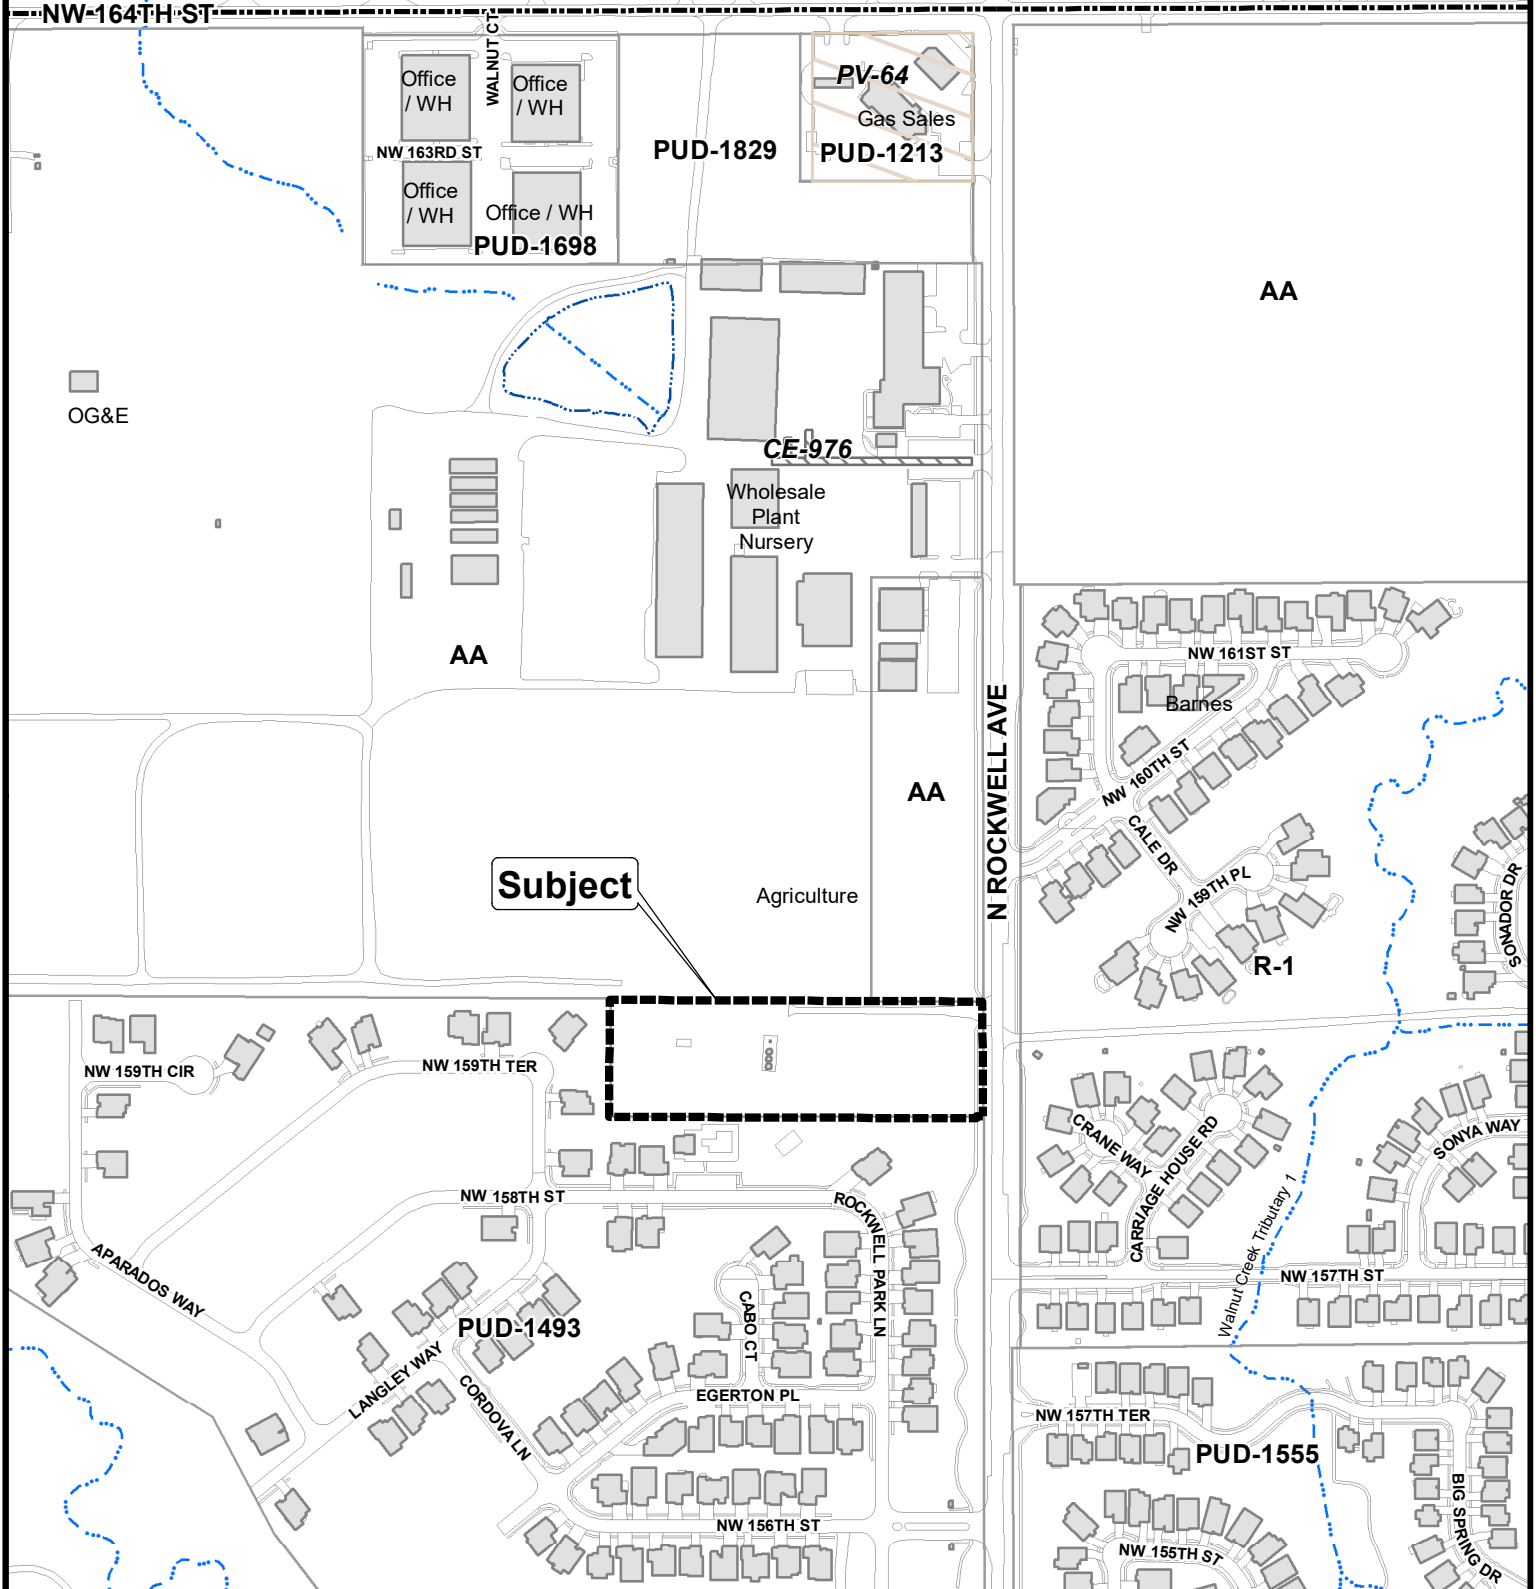 NW 164TH ST
WALNUT CT
Office
/ WH
Office
/ WH
NW 163RD ST
Office
/ WH
Office / WH
PUD-1698
PUD-1829
PV-64
Gas Sales
PUD-1213
AA
OG&E
CE-976
Wholesale
Plant
Nursery
AA
NW 161ST ST
Barnes
NW 160TH ST
N ROCKWELL AVE
AA
CALE DR
NW 159TH PL
SONADOR DR
R-1
Subject
Agriculture
NW 159TH CIR
NW 159TH TER
CRANE WAY
CARRIAGE HOUSE RD
SONYA WAY
NW 158TH ST
ROCKWELL PARK LN
APARADOS WAY
Walnut Creek Tributary 1
NW 157TH ST
CABO CT
PUD-1493
LANGLEY WAY
CORDOVA LN
EGERTON PL
NW 157TH TER
PUD-1555
BIG SPRING DR
NW 156TH ST
NW 155TH ST